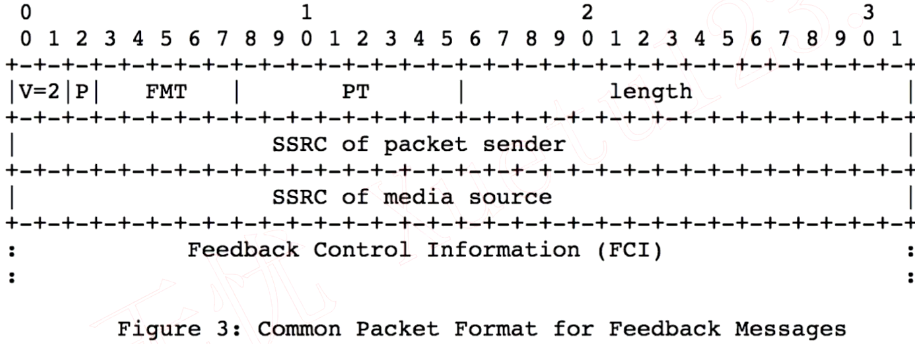 0                   1                   2                   3
0 1 2 3 4 5 6 7 8 9 0 1 2 3 4 5 6 7 8 9 0 1 2 3 4 5 6 7 8 9 0 1
+-+-+-+-+-+-+-+-+-+-+-+-+-+-+-+-+-+-+-+-+-+-+-+-+-+-+-+-+-+-+-+-+
|V=2|P|   FMT   |       PT      |          length               |
+-+-+-+-+-+-+-+-+-+-+-+-+-+-+-+-+-+-+-+-+-+-+-+-+-+-+-+-+-+-+-+-+
|                  SSRC of packet sender                        |
+-+-+-+-+-+-+-+-+-+-+-+-+-+-+-+-+-+-+-+-+-+-+-+-+-+-+-+-+-+-+-+-+
|                  SSRC of media source                         |
+-+-+-+-+-+-+-+-+-+-+-+-+-+-+-+-+-+-+-+-+-+-+-+-+-+-+-+-+-+-+-+-+
:            Feedback Control Information (FCI)                 :
:                                                               :
Figure 3: Common Packet Format for Feedback Messages